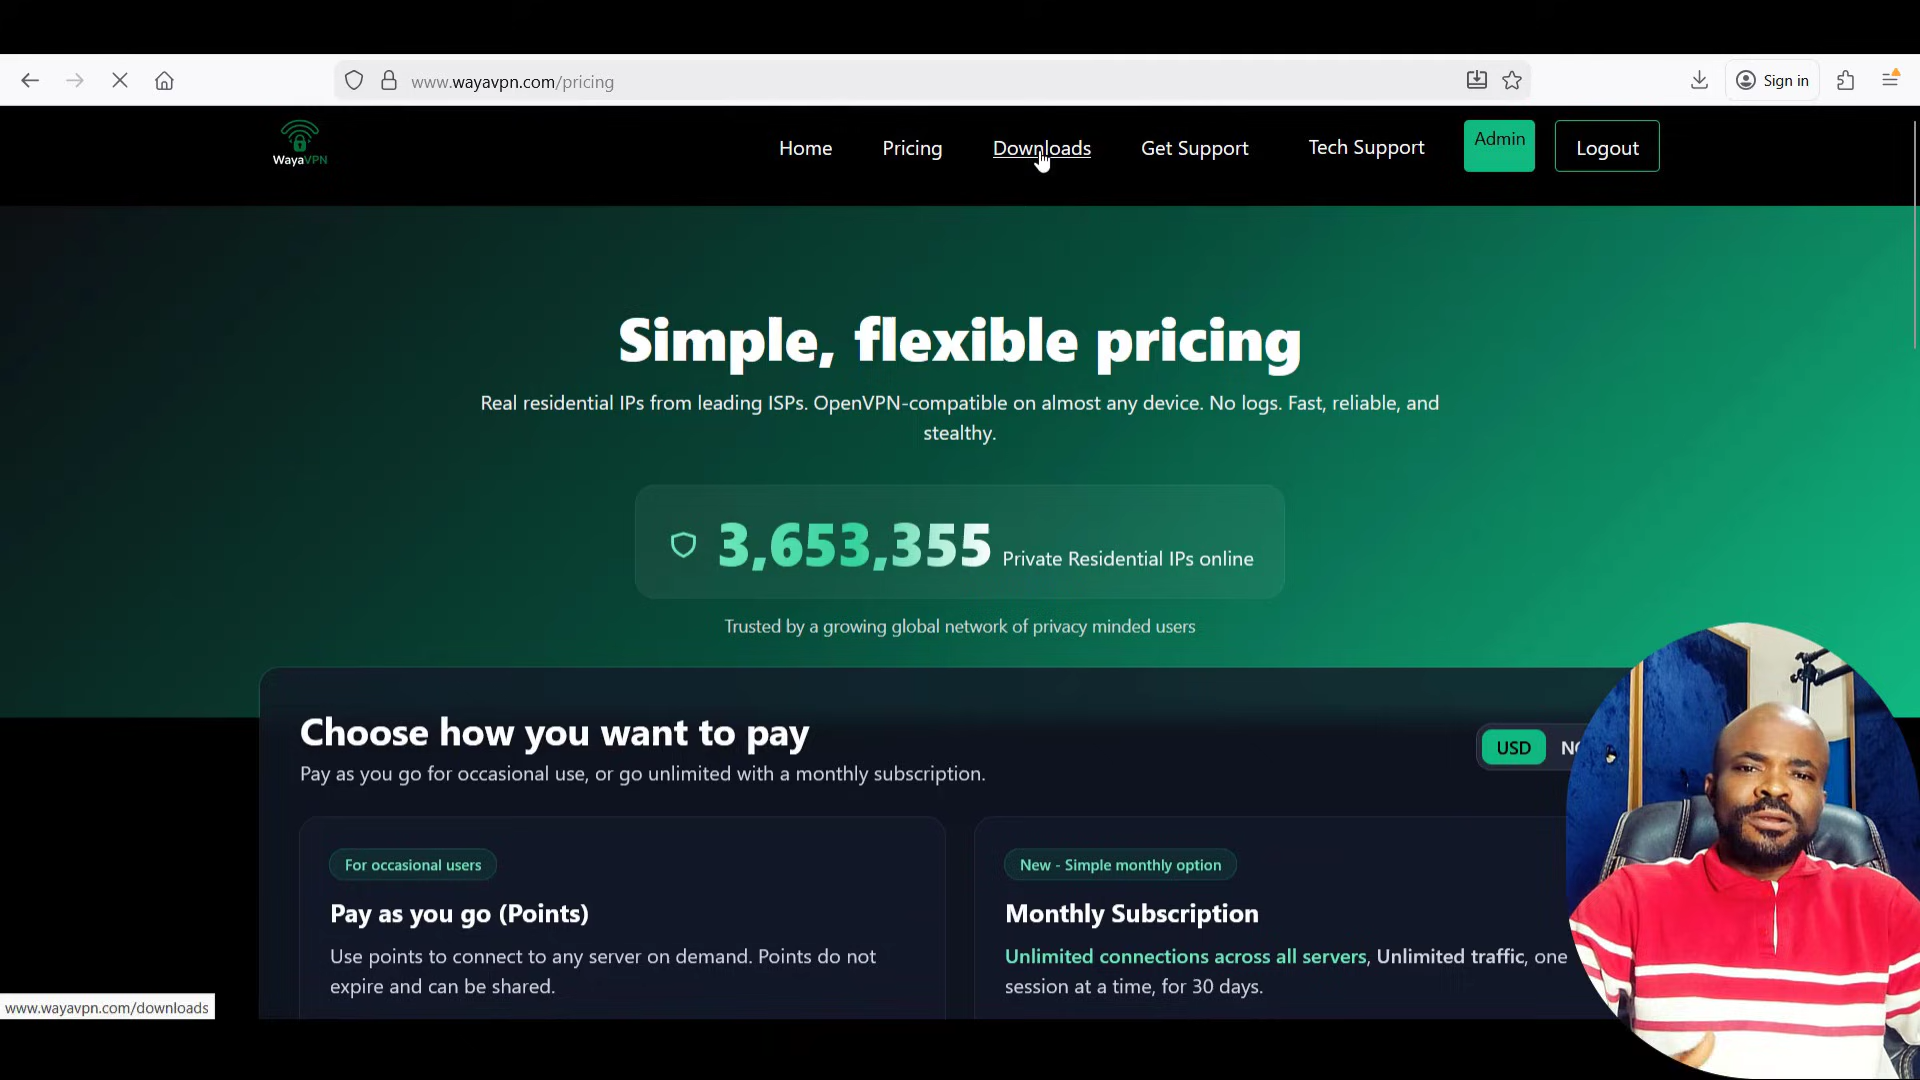 www.wayavpn.com/pricing
Sign in
WayaVPN
Home
Pricing
Downloads
Get Support
Tech Support
Admin
Logout
Simple, flexible pricing
Real residential IPs from leading ISPs. OpenVPN-compatible on almost any device. No logs. Fast, reliable, and
stealthy.
3,653,355 Private Residential IPs online
Trusted by a growing global network of privacy minded users
Choose how you want to pay
Pay as you go for occasional use, or go unlimited with a monthly subscription.
USD
For occasional users
Pay as you go (Points)
Use points to connect to any server on demand. Points do not
expire and can be shared.
New - Simple monthly option
Monthly Subscription
Unlimited connections across all servers, Unlimited traffic, one
session at a time, for 30 days.
www.wayavpn.com/downloads